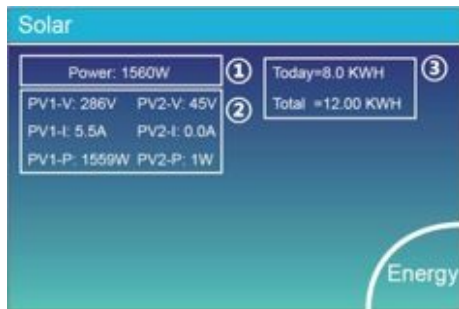 Solar
Power: 1560W
①
PV1-V: 286V PV2-V: 45V
②
PV1-I: 5.5A PV2-I: 0.0A
PV1-P: 1559W PV2-P: 1W
Today=8.0 KWH
③
Total =12.00 KWH
Energy